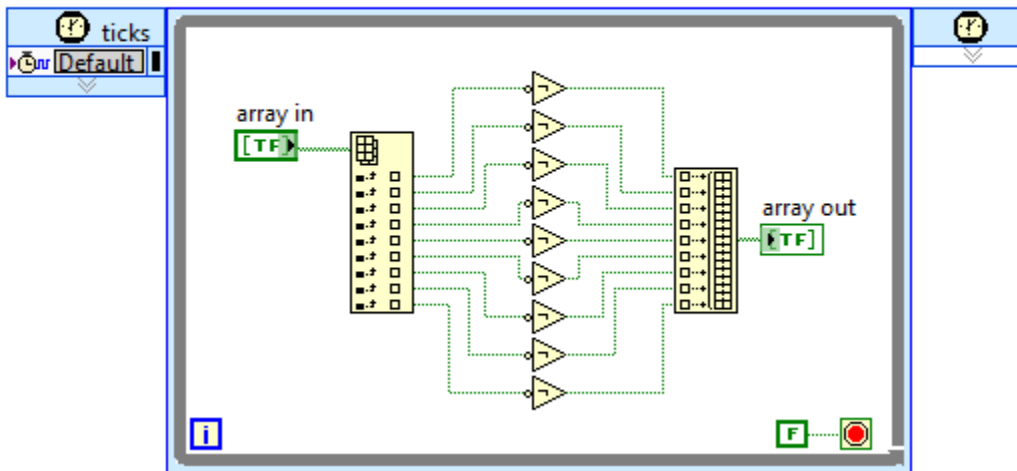 ticks
Default
array in
[TF]
array out
[TF]
i
F